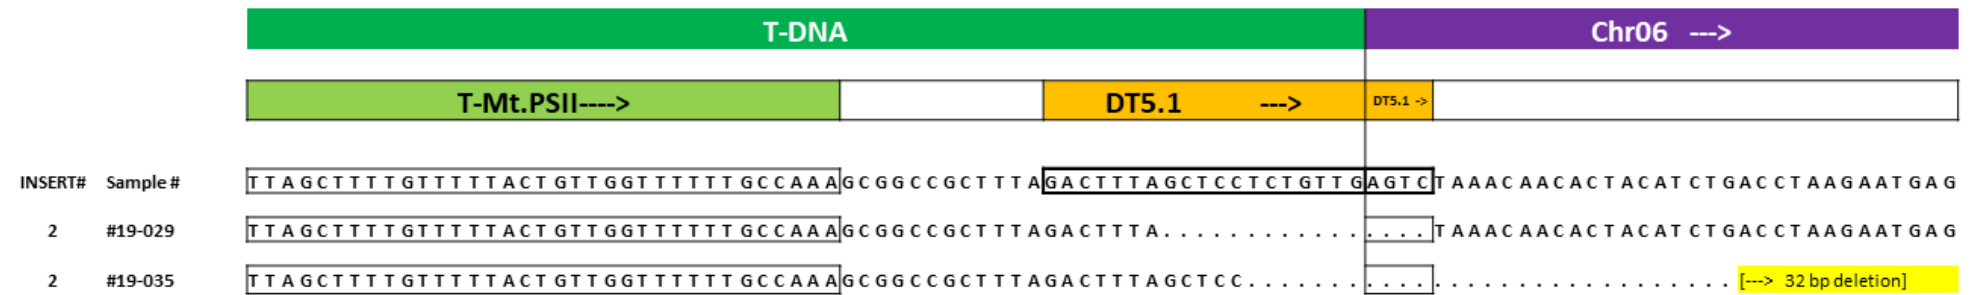 T-DNA Chr06 --->
T-Mt.PSII----> DT5.1 ---> DT5.1 ->
INSERT# Sample # TTAGCTTTTGTTTTTACTGTTGGTTTTTTGCCAAAGCGGCCGCTTTAGACTTTAGCTCCTCTGTTGAGTCTAAACAACACTACATCTGACCTAAGAATGAG
2 #19-029 TTAGCTTTTGTTTTTACTGTTGGTTTTTTGCCAAAGCGGCCGCTTTAGACTTTA................TAAACAACACTACATCTGACCTAAGAATGAG
2 #19-035 TTAGCTTTTGTTTTTACTGTTGGTTTTTTGCCAAAGCGGCCGCTTTAGACTTTAGCTCC............................. [---> 32 bp deletion]